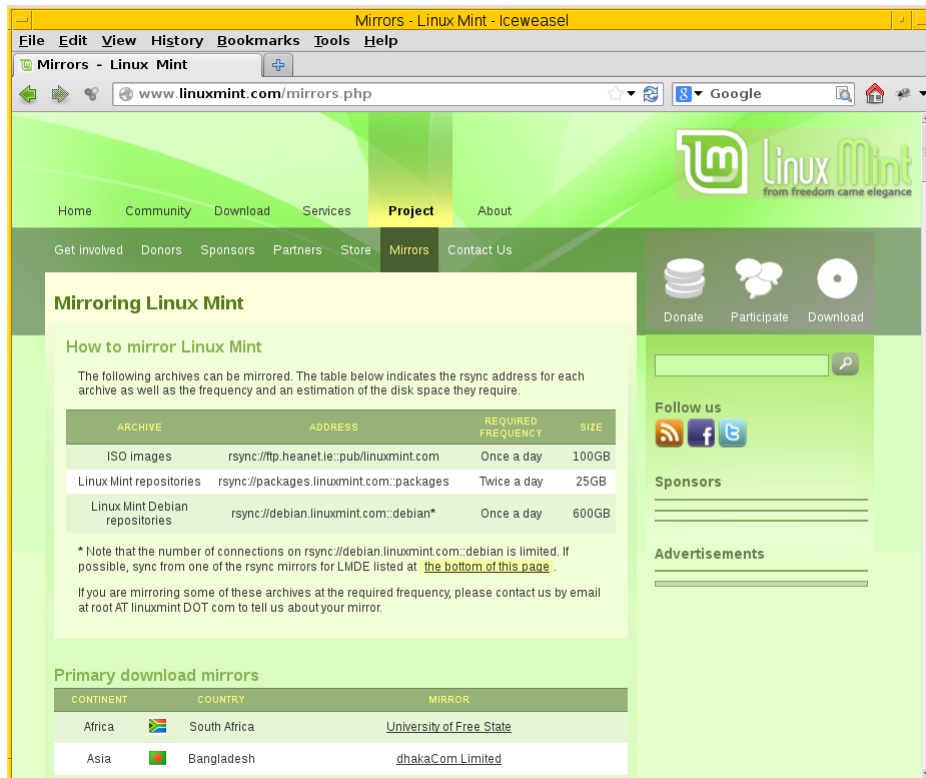 Mirrors - Linux Mint - Iceweasel
File Edit View History Bookmarks Tools Help
Mirrors - Linux Mint
www.linuxmint.com/mirrors.php
Google
Linux Mint
from freedom came elegance
Home Community Download Services Project About
Get involved Donors Sponsors Partners Store Mirrors Contact Us
Donate Participate Download
Mirroring Linux Mint
How to mirror Linux Mint
The following archives can be mirrored. The table below indicates the rsync address for each
archive as well as the frequency and an estimation of the disk space they require.
ARCHIVE ADDRESS REQUIRED FREQUENCY SIZE
ISO images rsync://ftp.heanet.ie::pub/linuxmint.com Once a day 100GB
Linux Mint repositories rsync://packages.linuxmint.com::packages Twice a day 25GB
Linux Mint Debian repositories rsync://debian.linuxmint.com::debian* Once a day 600GB
* Note that the number of connections on rsync://debian.linuxmint.com::debian is limited. If
possible, sync from one of the rsync mirrors for LMDE listed at the bottom of this page .
If you are mirroring some of these archives at the required frequency, please contact us by email
at root AT linuxmint DOT com to tell us about your mirror.
Follow us
Sponsors
Advertisements
Primary download mirrors
CONTINENT COUNTRY MIRROR
Africa South Africa University of Free State
Asia Bangladesh dhakaCom Limited